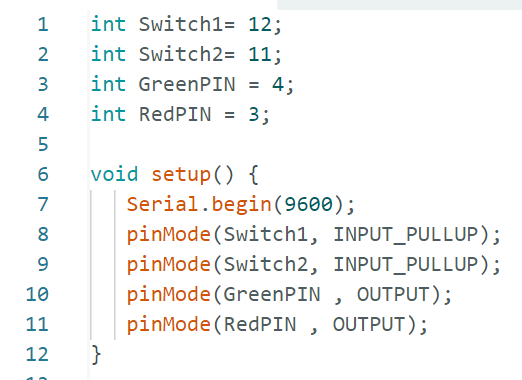 1 int Switch1= 12;
2 int Switch2= 11;
3 int GreenPIN = 4;
4 int RedPIN = 3;
5
6 void setup() {
7 Serial.begin(9600);
8 pinMode(Switch1, INPUT_PULLUP);
9 pinMode(Switch2, INPUT_PULLUP);
10 pinMode(GreenPIN , OUTPUT);
11 pinMode(RedPIN , OUTPUT);
12 }